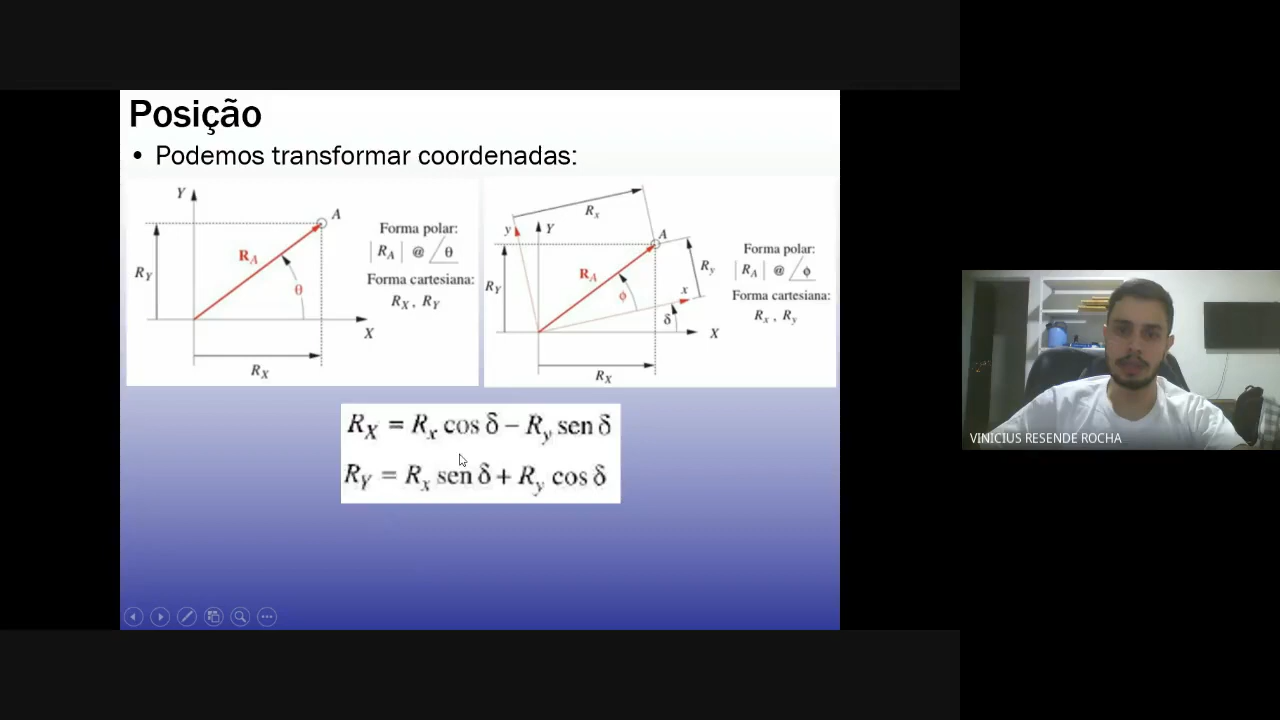 Posição
• Podemos transformar coordenadas:
Y
A
R_A
θ
R_Y
X
R_X
Forma polar:
|R_A| @ ∠θ
Forma cartesiana:
R_X, R_Y
R_x
y
Y
A
R_A
R_Y
ϕ
R_y
x
δ
X
R_X
Forma polar:
|R_A| @ ∠ϕ
Forma cartesiana:
R_x, R_y
R_X = R_x cos δ − R_y sen δ
R_Y = R_x sen δ + R_y cos δ
VINICIUS RESENDE ROCHA